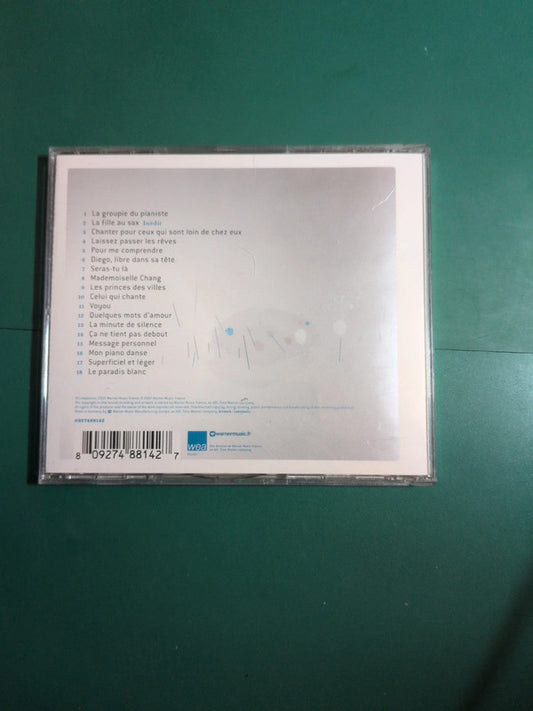 1 La groupie du pianiste
2 La fille au sax Inédit
3 Chanter pour ceux qui sont loin de chez eux
4 Laissez passer les rêves
5 Pour me comprendre
6 Diego, libre dans sa tête
7 Seras-tu là
8 Mademoiselle Chang
9 Les princes des villes
10 Celui qui chante
11 Voyou
12 Quelques mots d'amour
13 La minute de silence
14 Ça ne tient pas debout
15 Message personnel
16 Mon piano danse
17 Superficiel et léger
18 Le paradis blanc
8 09274 88142 7
wea
warnermusic.fr